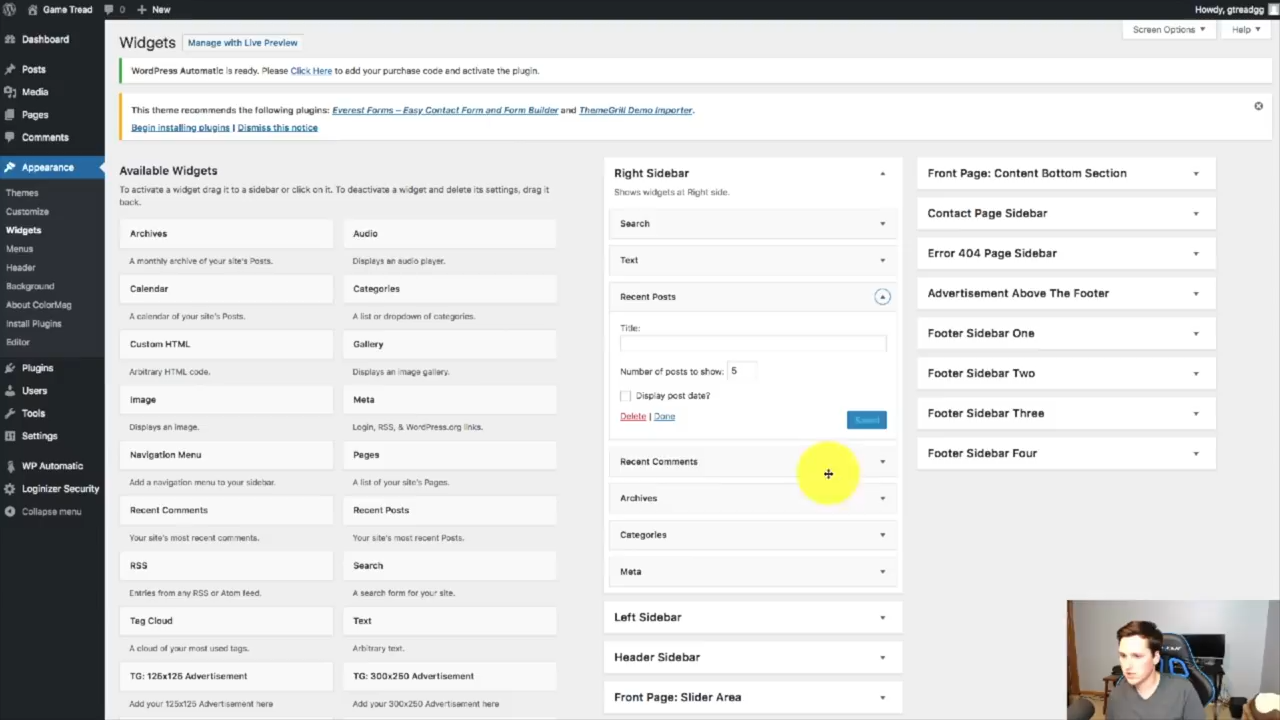 Game Tread 0 New Howdy, gtreadgg
Dashboard
Posts
Media
Pages
Comments
Appearance
Themes
Customize
Widgets
Menus
Header
Background
About ColorMag
Install Plugins
Editor
Plugins
Users
Tools
Settings
WP Automatic
Loginizer Security
Collapse menu
Screen Options Help
Widgets Manage with Live Preview
WordPress Automatic is ready. Please Click Here to add your purchase code and activate the plugin.
This theme recommends the following plugins: Everest Forms – Easy Contact Form and Form Builder and ThemeGrill Demo Importer.
Begin installing plugins | Dismiss this notice
Available Widgets
To activate a widget drag it to a sidebar or click on it. To deactivate a widget and delete its settings, drag it
back.
Archives Audio
A monthly archive of your site's Posts. Displays an audio player.
Calendar Categories
A calendar of your site's Posts. A list or dropdown of categories.
Custom HTML Gallery
Arbitrary HTML code. Displays an image gallery.
Image Meta
Displays an image. Login, RSS, & WordPress.org links.
Navigation Menu Pages
Add a navigation menu to your sidebar. A list of your site's Pages.
Recent Comments Recent Posts
Your site's most recent comments. Your site's most recent Posts.
RSS Search
Entries from any RSS or Atom feed. A search form for your site.
Tag Cloud Text
A cloud of your most used tags. Arbitrary text.
TG: 125x125 Advertisement TG: 300x250 Advertisement
Add your 125x125 Advertisement here Add your 300x250 Advertisement here
Right Sidebar
Shows widgets at Right side.
Search
Text
Recent Posts
Title:
Number of posts to show: 5
Display post date?
Delete | Done Saved
Recent Comments
Archives
Categories
Meta
Left Sidebar
Header Sidebar
Front Page: Slider Area
Front Page: Content Bottom Section
Contact Page Sidebar
Error 404 Page Sidebar
Advertisement Above The Footer
Footer Sidebar One
Footer Sidebar Two
Footer Sidebar Three
Footer Sidebar Four